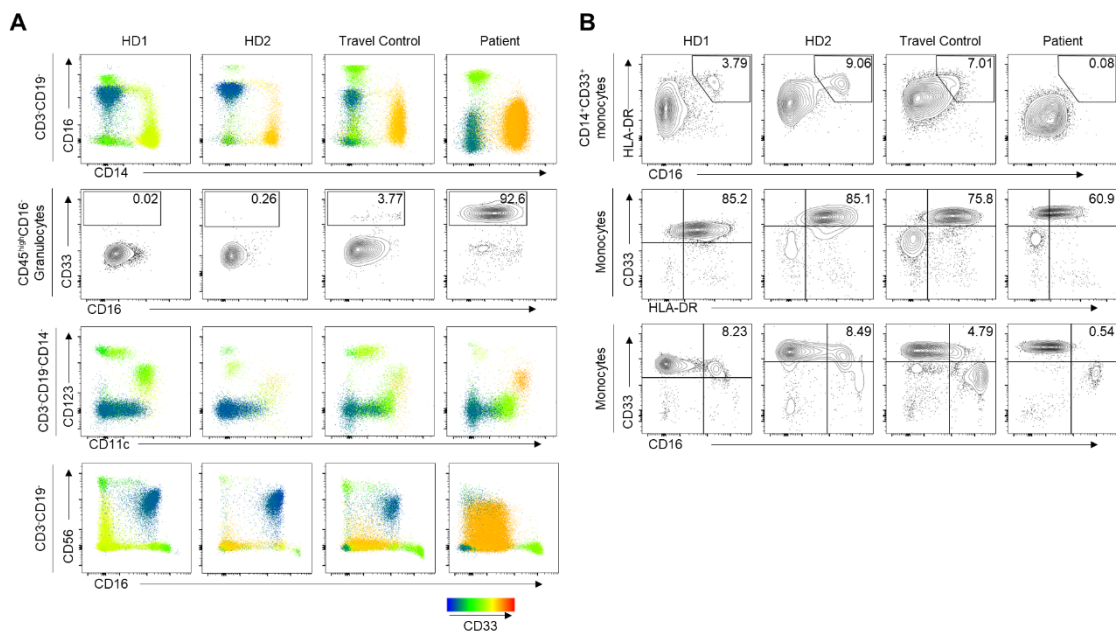 A
HD1 HD2 Travel Control Patient
CD3-CD19-
CD16
CD14
CD45highCD16-
Granulocytes
CD33
0.02 0.26 3.77 92.6
CD16
CD3-CD19-CD14-
CD123
CD11c
CD3-CD19-
CD56
CD16
CD33
B
HD1 HD2 Travel Control Patient
CD14+CD33+
monocytes
HLA-DR
3.79 9.06 7.01 0.08
CD16
Monocytes
CD33
85.2 85.1 75.8 60.9
HLA-DR
Monocytes
CD33
8.23 8.49 4.79 0.54
CD16